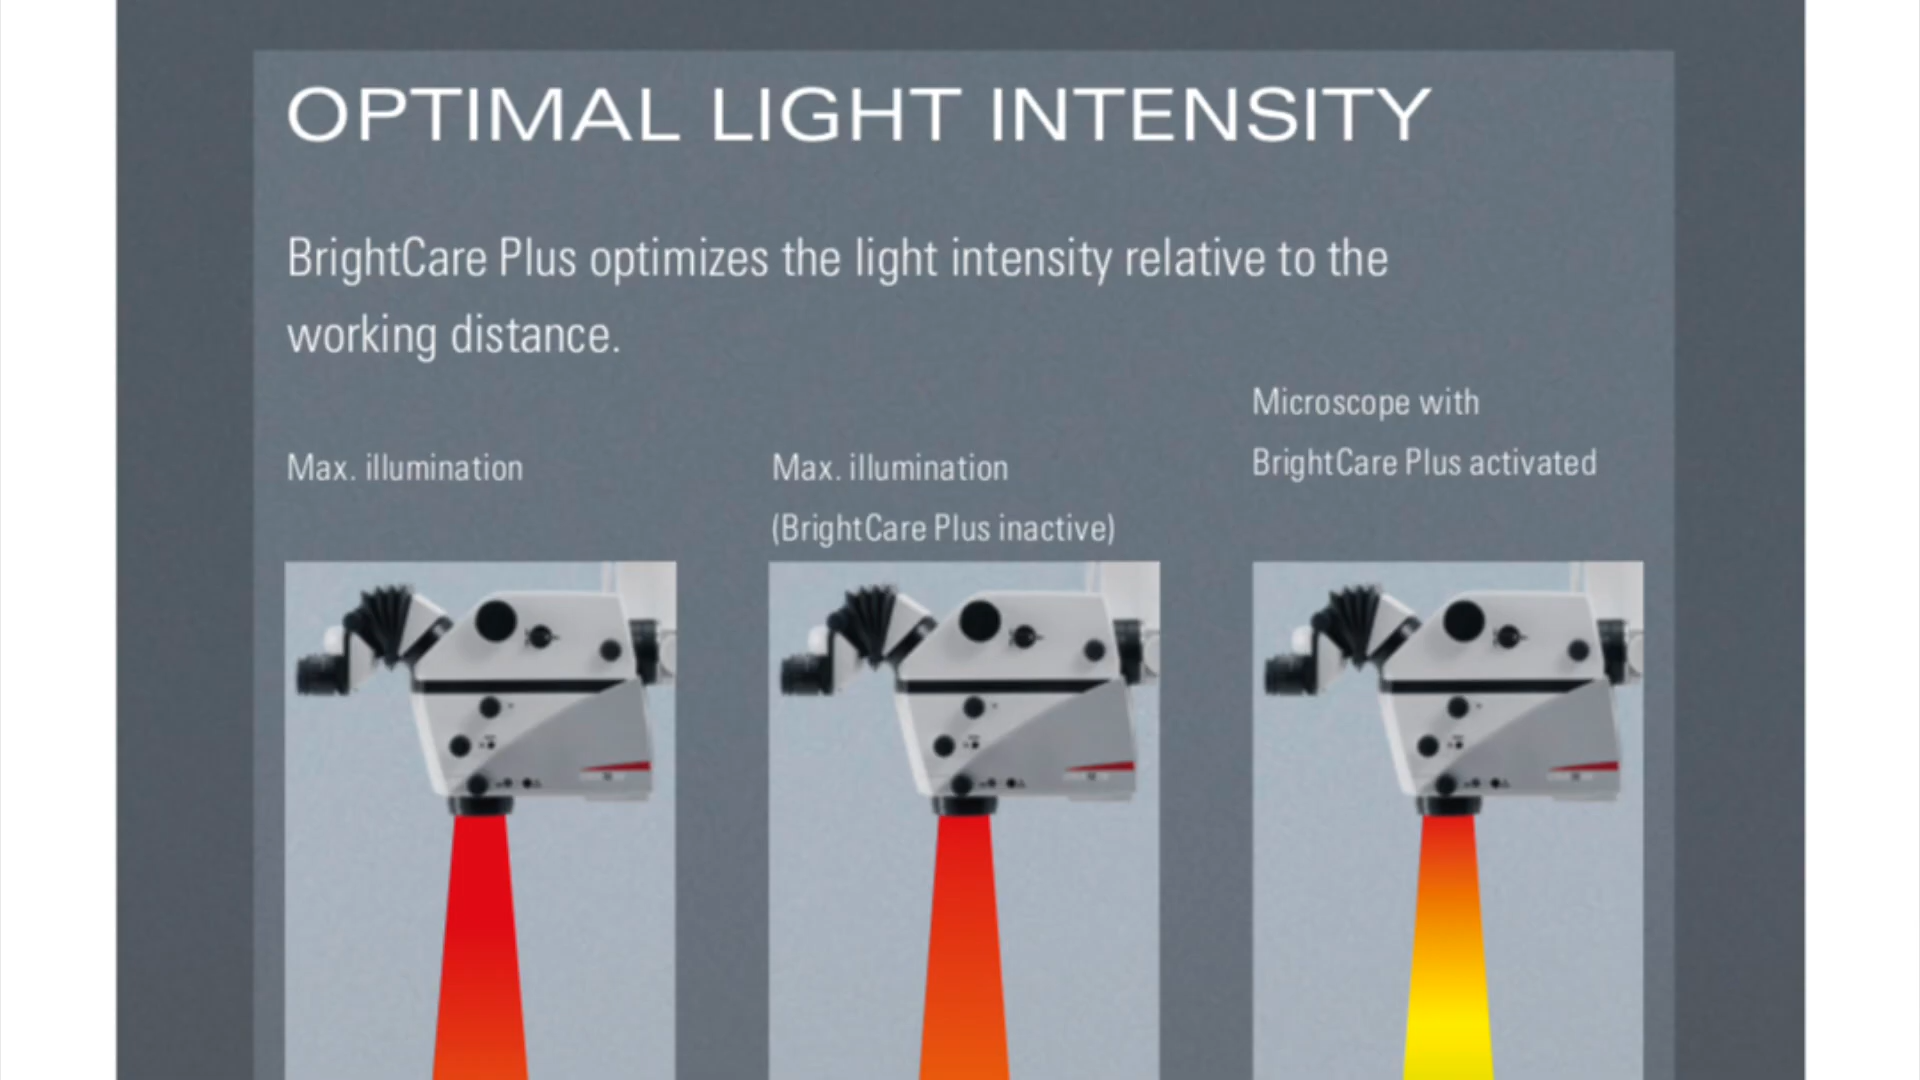 OPTIMAL LIGHT INTENSITY
BrightCare Plus optimizes the light intensity relative to the
working distance.
Max. illumination
Max. illumination
(BrightCare Plus inactive)
Microscope with
BrightCare Plus activated